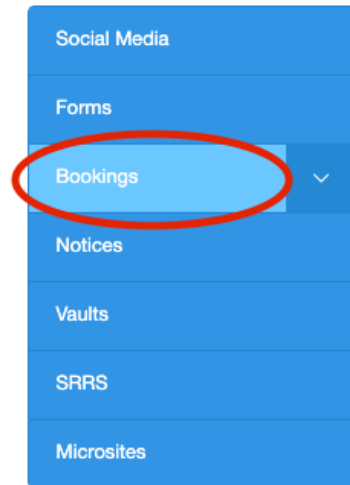 Social Media
Forms
Bookings
Notices
Vaults
SRRS
Microsites